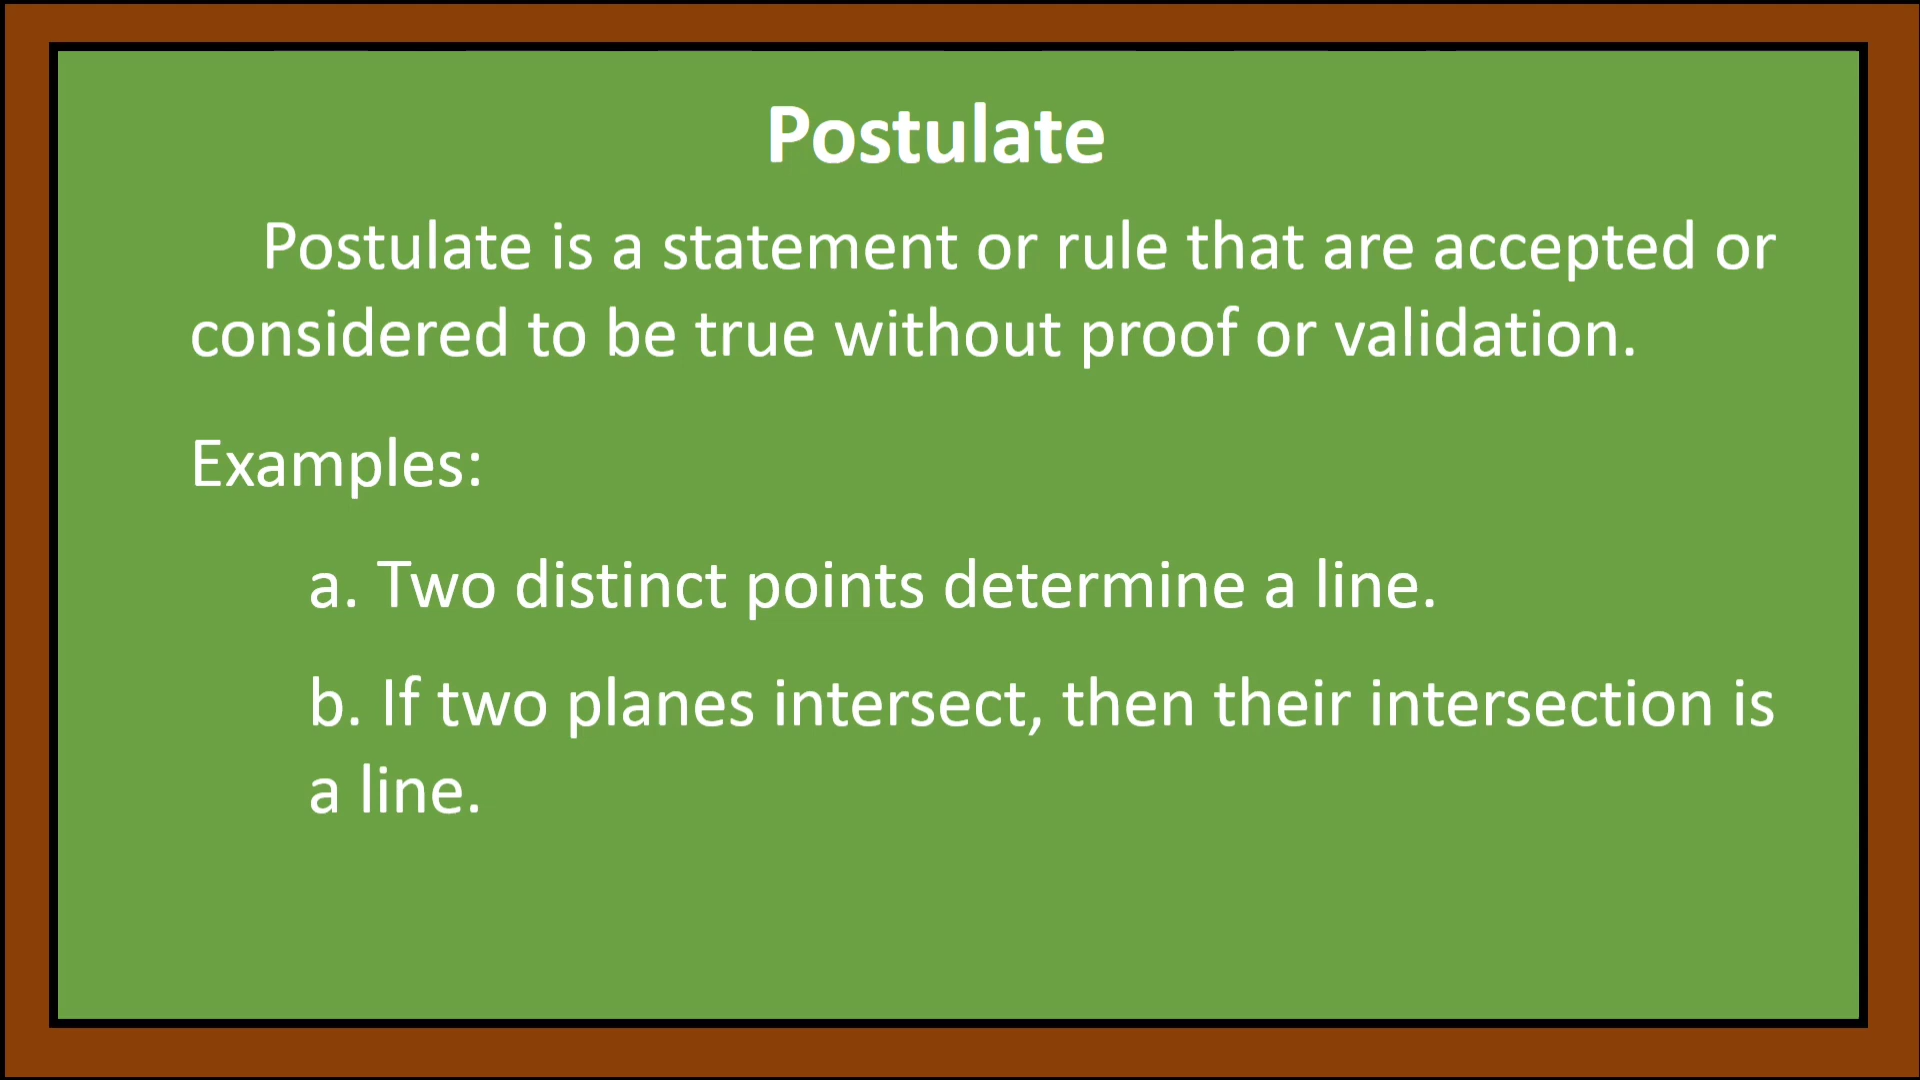 Postulate
Postulate is a statement or rule that are accepted or
considered to be true without proof or validation.
Examples:
a. Two distinct points determine a line.
b. If two planes intersect, then their intersection is
a line.